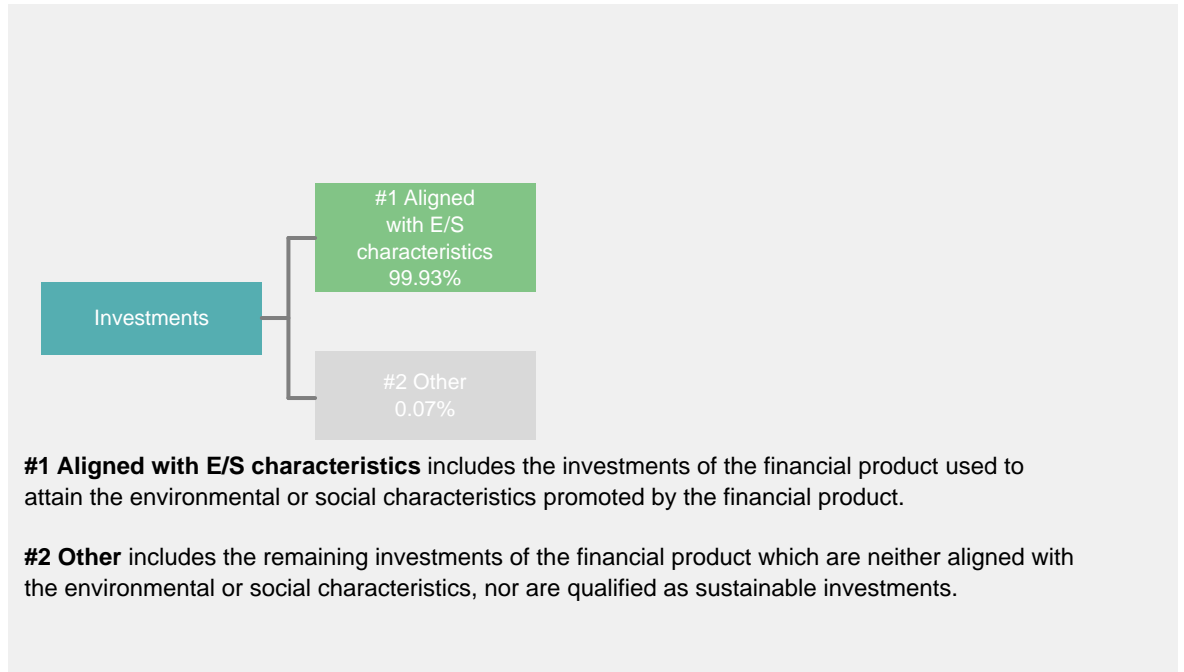 #1 Aligned
with E/S
characteristics
99.93%
Investments
#2 Other
0.07%
#1 Aligned with E/S characteristics includes the investments of the financial product used to
attain the environmental or social characteristics promoted by the financial product.
#2 Other includes the remaining investments of the financial product which are neither aligned with
the environmental or social characteristics, nor are qualified as sustainable investments.